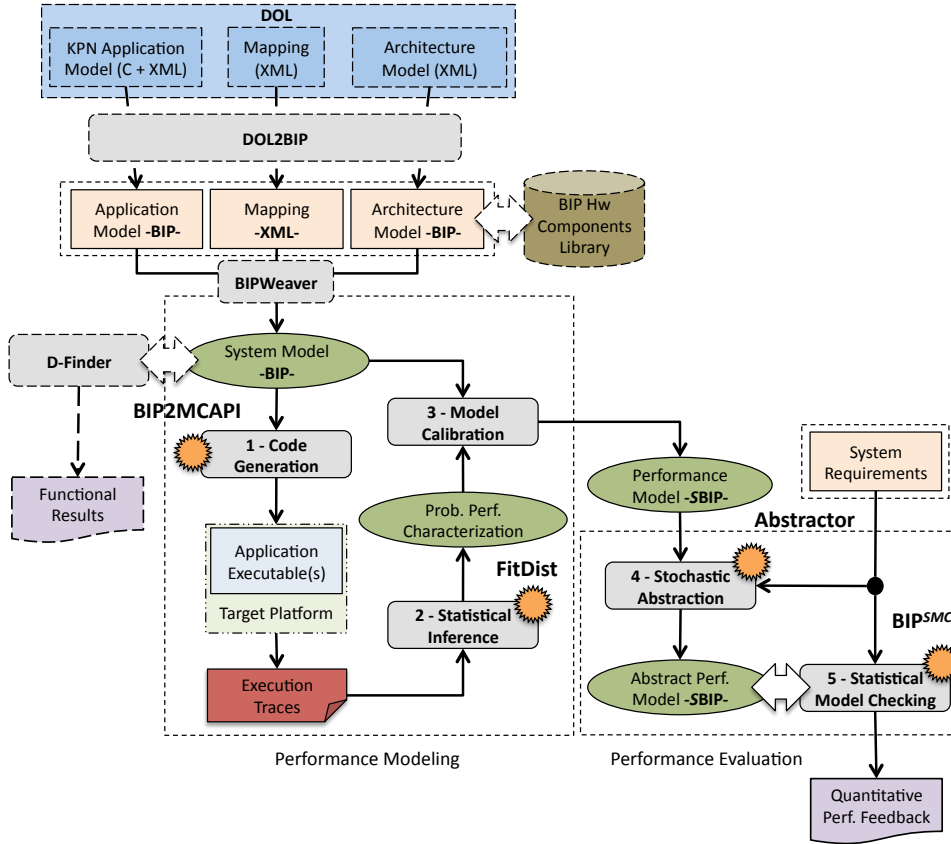 DOL
KPN Application
Model (C + XML)
Mapping
(XML)
Architecture
Model (XML)
DOL2BIP
Application
Model -BIP-
Mapping
-XML-
Architecture
Model -BIP-
BIP Hw
Components
Library
BIPWeaver
D-Finder
System Model
-BIP-
BIP2MCAPI
1 - Code
Generation
3 - Model
Calibration
Functional
Results
Performance
Model -SBIP-
System
Requirements
Prob. Perf.
Characterization
Application
Executable(s)
Target Platform
FitDist
2 - Statistical
Inference
Abstractor
4 - Stochastic
Abstraction
BIPSMC
Execution
Traces
Abstract Perf.
Model -SBIP-
5 - Statistical
Model Checking
Performance Modeling
Performance Evaluation
Quantitative
Perf. Feedback